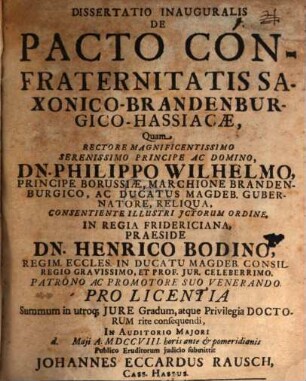 DISSERTATIO INAUGURALIS
DE
PACTO CON-
FRATERNITATIS SA-
XONICO-BRANDENBUR-
GICO-HASSIACÆ,
Quam
RECTORE MAGNIFICENTISSIMO
SERENISSIMO PRINCIPE AC DOMINO,
DN. PHILIPPO WILHELMO,
PRINCIPE BORUSSIÆ, MARCHIONE BRANDEN-
BURGICO, AC DUCATUS MAGDEB. GUBER-
NATORE, RELIQUA,
CONSENTIENTE ILLUSTRI JCTORUM ORDINE,
IN REGIA FRIDERICIANA,
PRAESIDE
DN. HENRICO BODINO,
REGIM. ECCLES. IN DUCATU MAGDEB. CONSIL.
REGIO GRAVISSIMO, ET PROF. JUR. CELEBERRIMO.
PATRONO AC PROMOTORE SUO VENERANDO.
PRO LICENTIA
Summum in utroq; JURE Gradum, atque Privilegia DOCTO-
RUM rite consequendi,
IN AUDITORIO MAJORI
d. Maji A. MDCCVIII. horis ante & pomeridianis
Publico Eruditorum judicio submittit
JOHANNES ECCARDUS RAUSCH,
CASS. HASSUS.